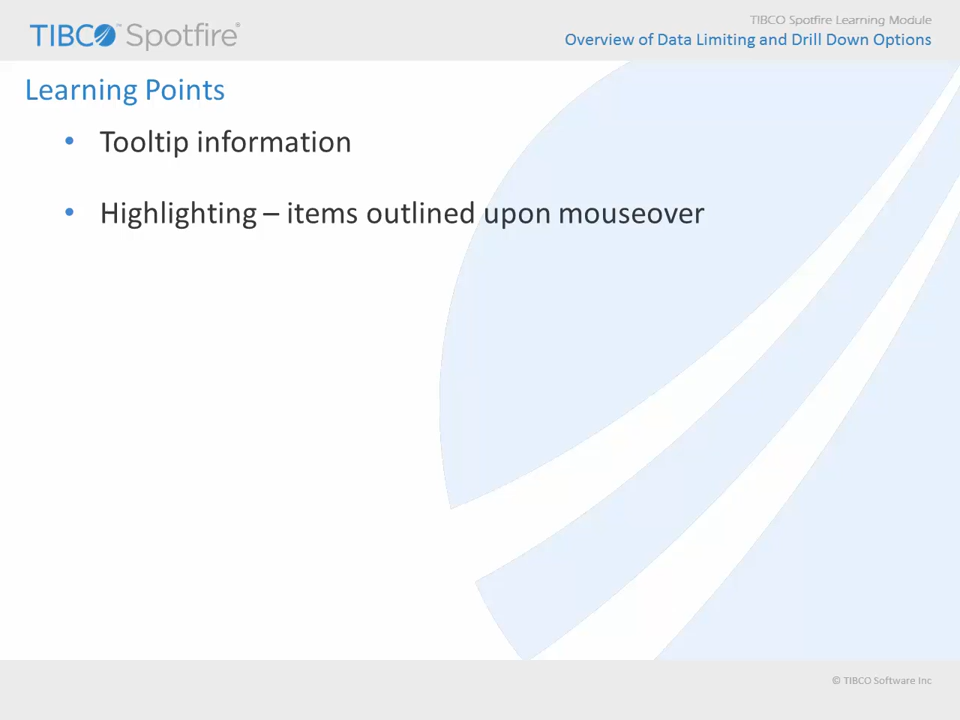 TIBCO™ Spotfire®
TIBCO Spotfire Learning Module
Overview of Data Limiting and Drill Down Options
Learning Points
• Tooltip information
• Highlighting – items outlined upon mouseover
© TIBCO Software Inc